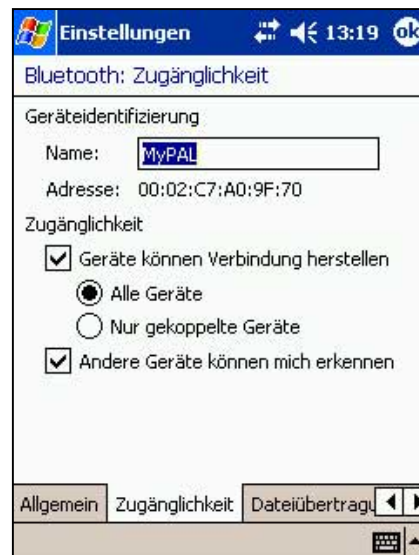 Einstellungen 13:19 ok
Bluetooth: Zugänglichkeit
Geräteidentifizierung
Name: MyPAL
Adresse: 00:02:C7:A0:9F:70
Zugänglichkeit
Geräte können Verbindung herstellen
Alle Geräte
Nur gekoppelte Geräte
Andere Geräte können mich erkennen
Allgemein Zugänglichkeit Dateiübertragu